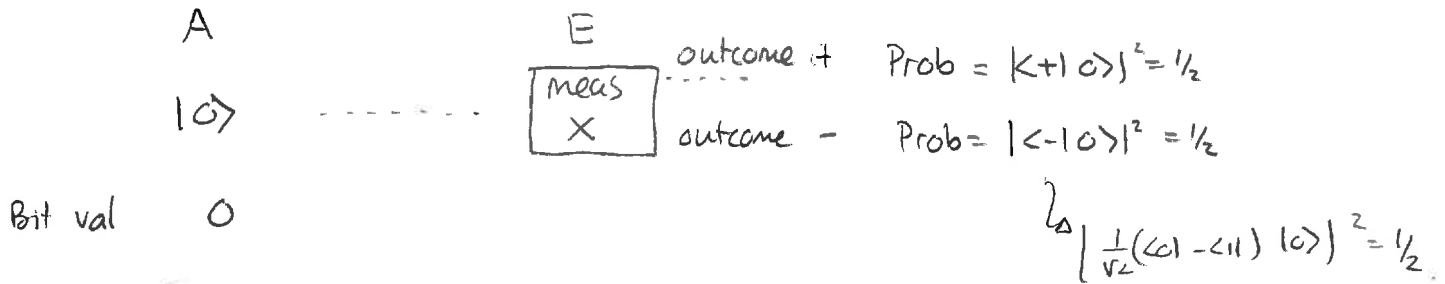 A E
outcome + Prob = |<+|0>|² = 1/2
meas
|0> X outcome - Prob = |<-|0>|² = 1/2
Bit val 0
|1/√2 (<0| - <1|) |0>|² = 1/2